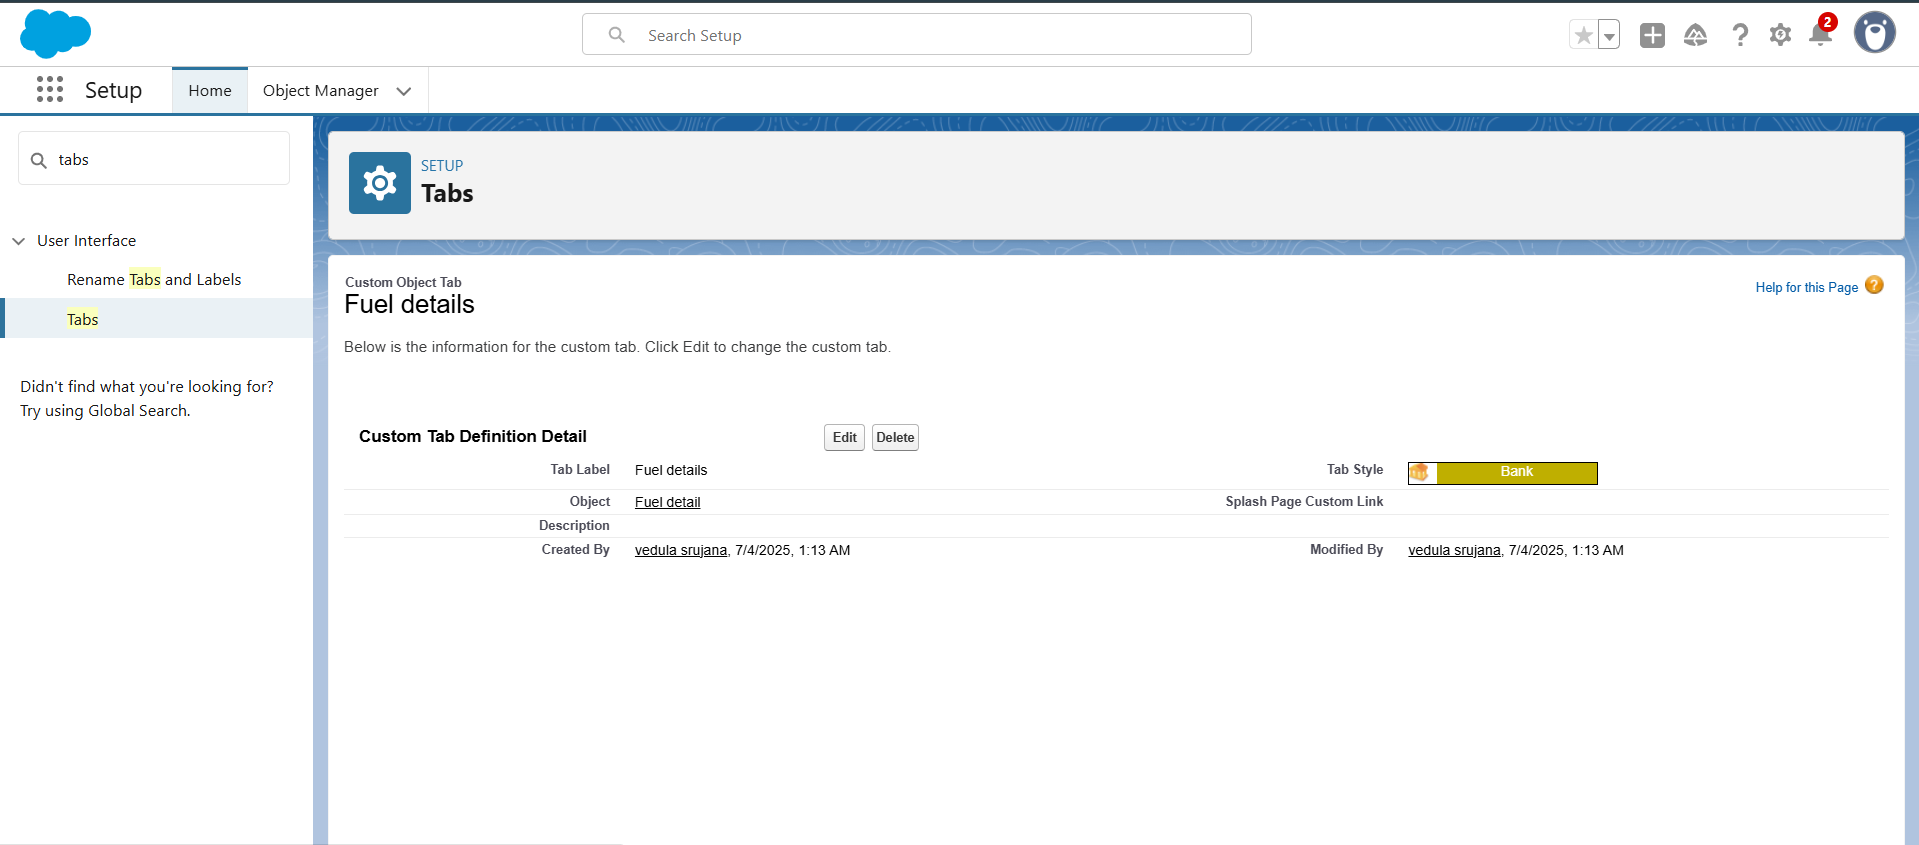 Search Setup
2
Setup
Home
Object Manager
tabs
User Interface
Rename Tabs and Labels
Tabs
Didn't find what you're looking for?
Try using Global Search.
SETUP
Tabs
Custom Object Tab
Fuel details
Help for this Page ?
Below is the information for the custom tab. Click Edit to change the custom tab.
Custom Tab Definition Detail
Edit
Delete
Tab Label Fuel details
Tab Style Bank
Object Fuel detail
Splash Page Custom Link
Description
Created By vedula srujana, 7/4/2025, 1:13 AM
Modified By vedula srujana, 7/4/2025, 1:13 AM